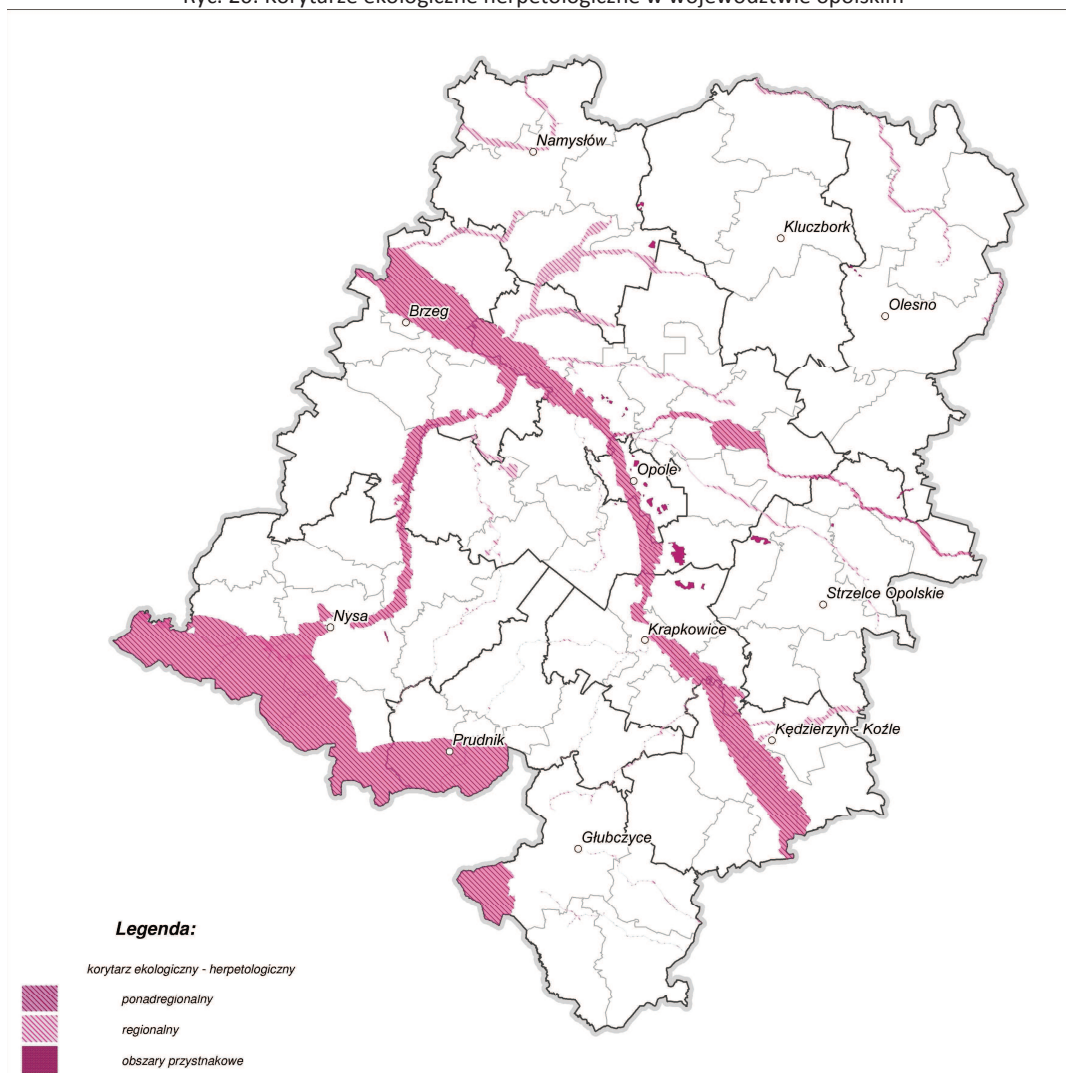 Ryc. 20. Korytarze ekologiczne herpetologiczne w województwie opolskim
Namysłów
Kluczbork
Brzeg
Olesno
Opole
Strzelce Opolskie
Nysa
Krapkowice
Kędzierzyn - Koźle
Prudnik
Głubczyce
Legenda:
korytarz ekologiczny - herpetologiczny
ponadregionalny
regionalny
obszary przystnakowe